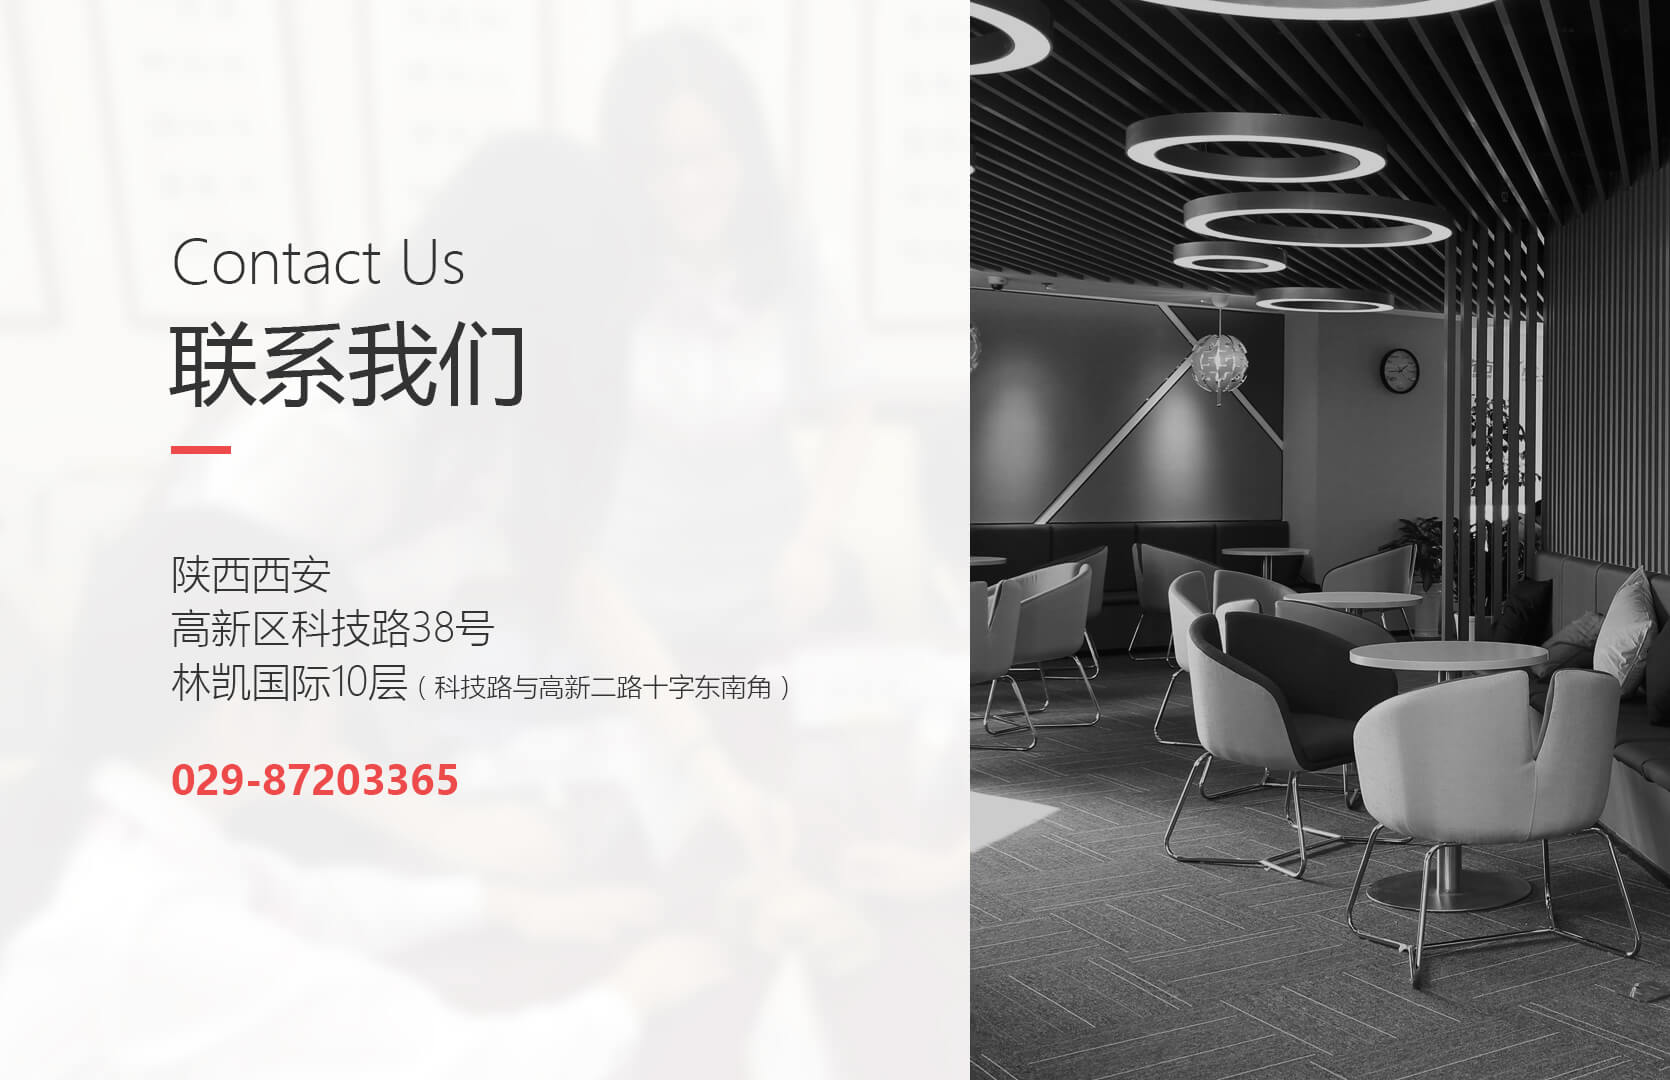 Contact Us
联系我们
陕西西安
高新区科技路38号
林凯国际10层（科技路与高新二路十字东南角）
029-87203365